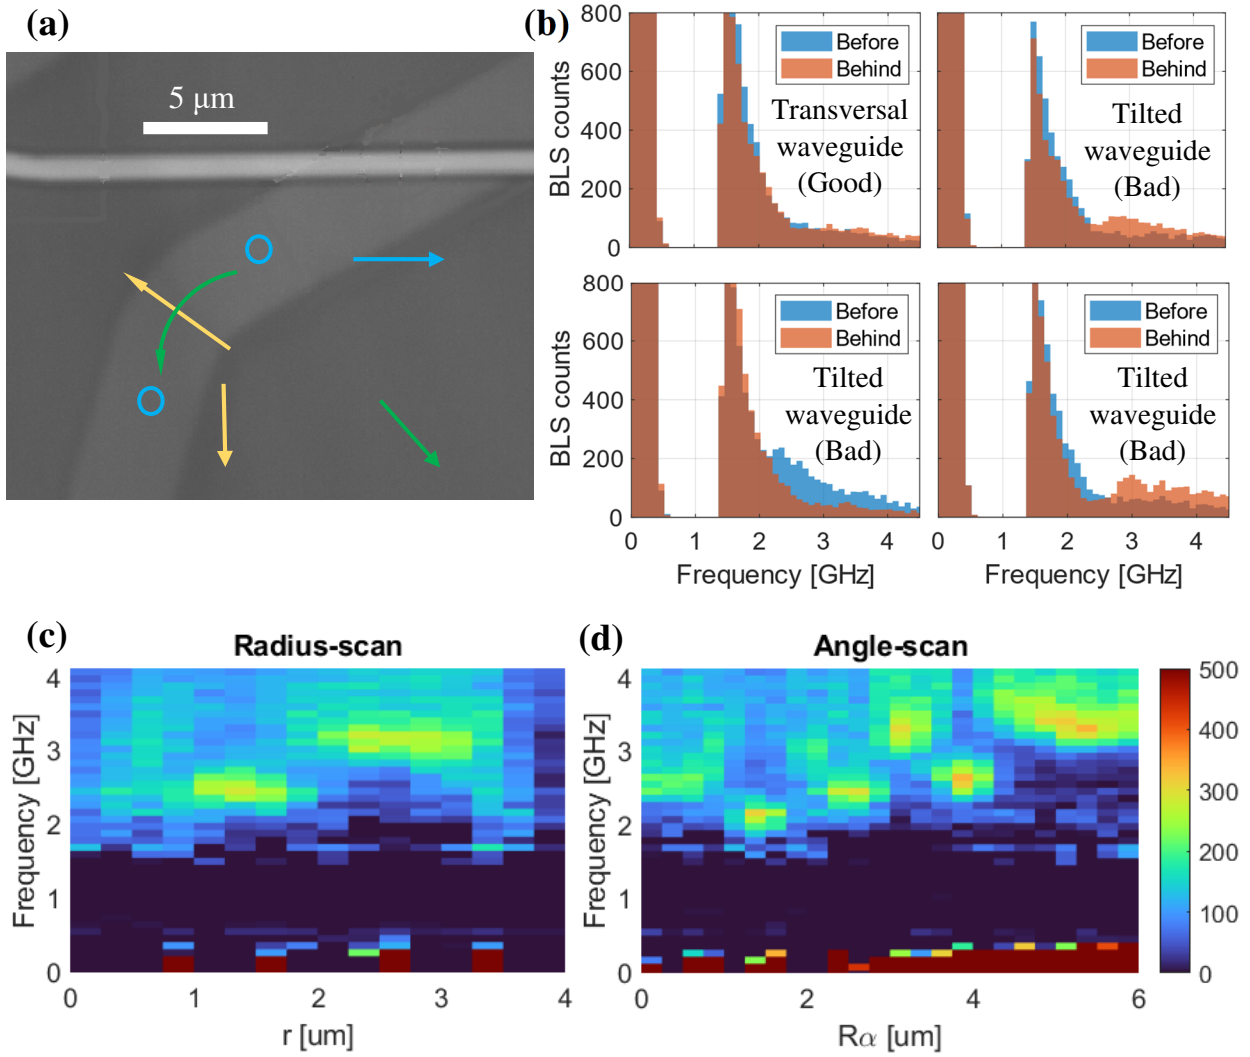 (a)
5 μm
(b)
800
600
400
200
0
BLS counts
Before
Behind
Transversal
waveguide
(Good)
Before
Behind
Tilted
waveguide
(Bad)
800
600
400
200
0
BLS counts
Before
Behind
Tilted
waveguide
(Bad)
0 1 2 3 4
Frequency [GHz]
Before
Behind
Tilted
waveguide
(Bad)
0 1 2 3 4
Frequency [GHz]
(c)
Radius-scan
4
3
2
1
0
Frequency [GHz]
0 1 2 3 4
r [um]
(d)
Angle-scan
4
3
2
1
0
Frequency [GHz]
0 2 4 6
Rα [um]
500
400
300
200
100
0